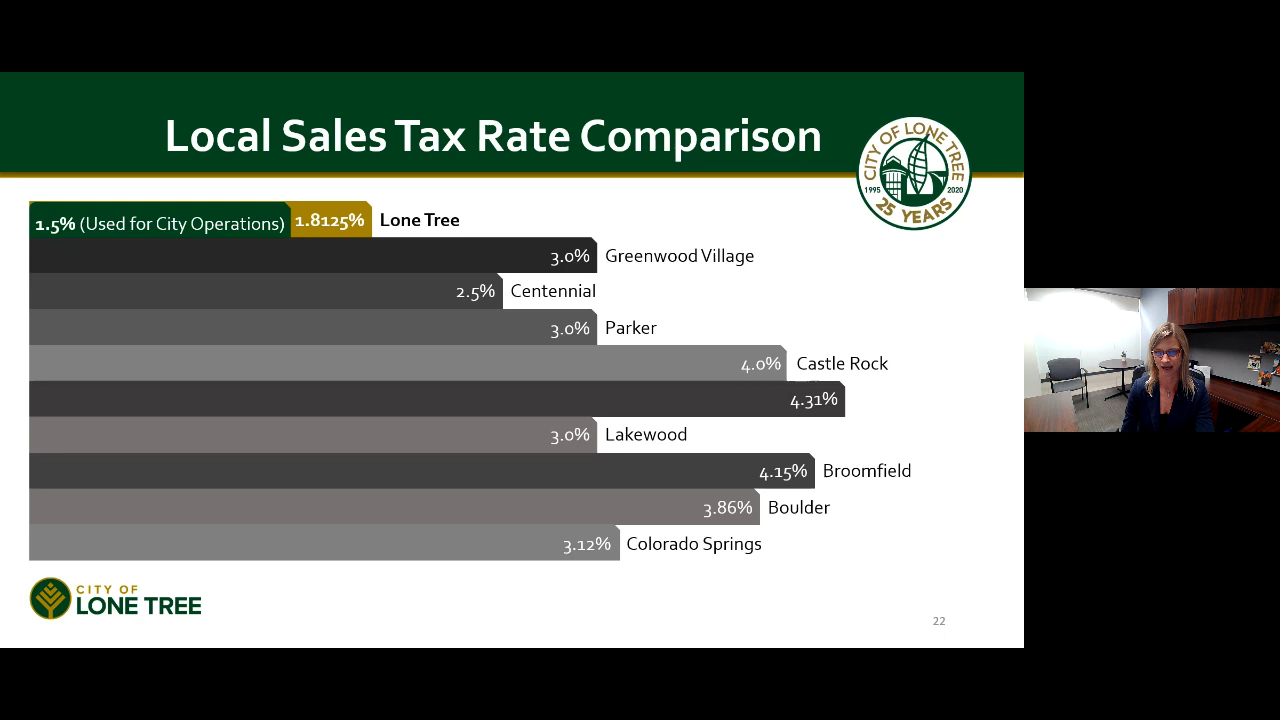 Local Sales Tax Rate Comparison
CITY OF LONE TREE
1995 2020
25 YEARS
1.5% (Used for City Operations) 1.8125% Lone Tree
3.0% Greenwood Village
2.5% Centennial
3.0% Parker
4.0% Castle Rock
4.31%
3.0% Lakewood
4.15% Broomfield
3.86% Boulder
3.12% Colorado Springs
CITY OF
LONE TREE
22